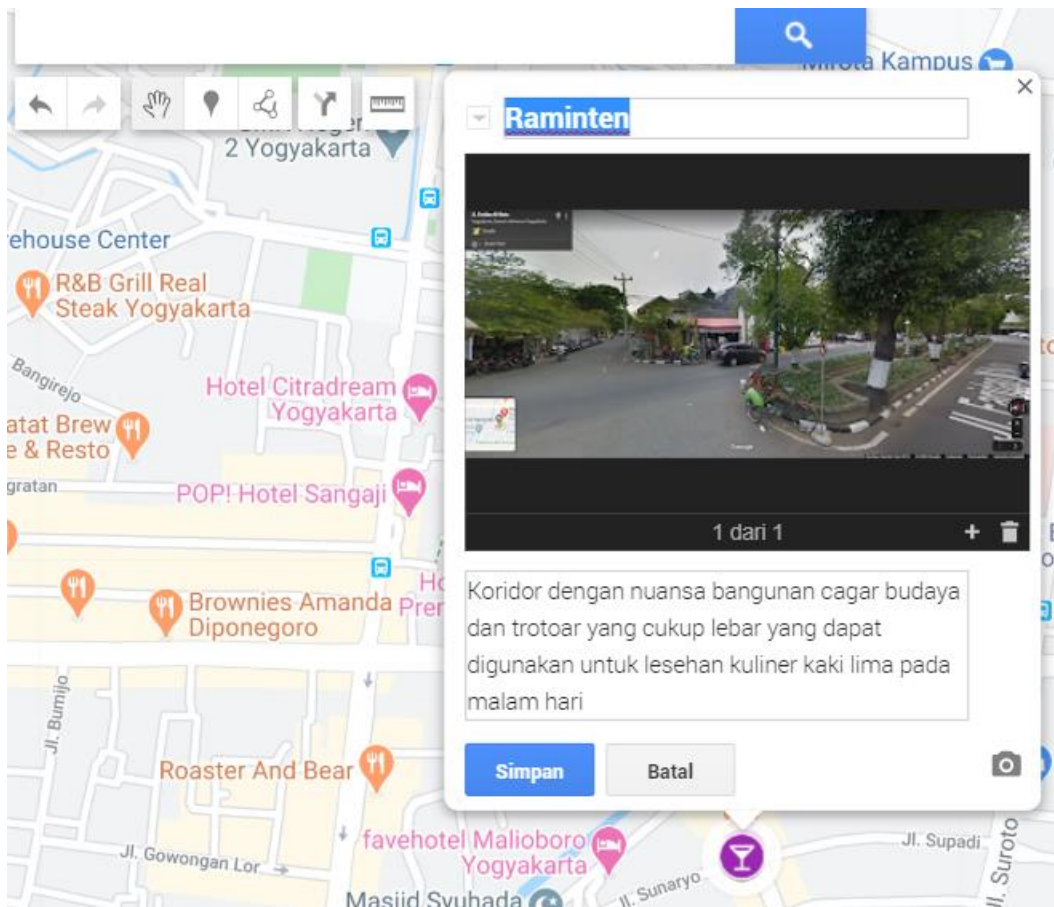 Kampus
2 Yogyakarta
Raminten
ehouse Center
R&B Grill Real
Steak Yogyakarta
Bangirejo
Hotel Citradream
Yogyakarta
atat Brew
e & Resto
gratan
POP! Hotel Sangaji
1 dari 1
Brownies Amanda
Diponegoro
Koridor dengan nuansa bangunan cagar budaya
dan trotoar yang cukup lebar yang dapat
digunakan untuk lesehan kuliner kaki lima pada
malam hari
Jl. Bumijo
Simpan
Batal
Roaster And Bear
favehotel Malioboro
Yogyakarta
Jl. Gowongan Lor
Jl. Supadi
Jl. Suroto
Jl. Sunaryo
Masjid Syuhada